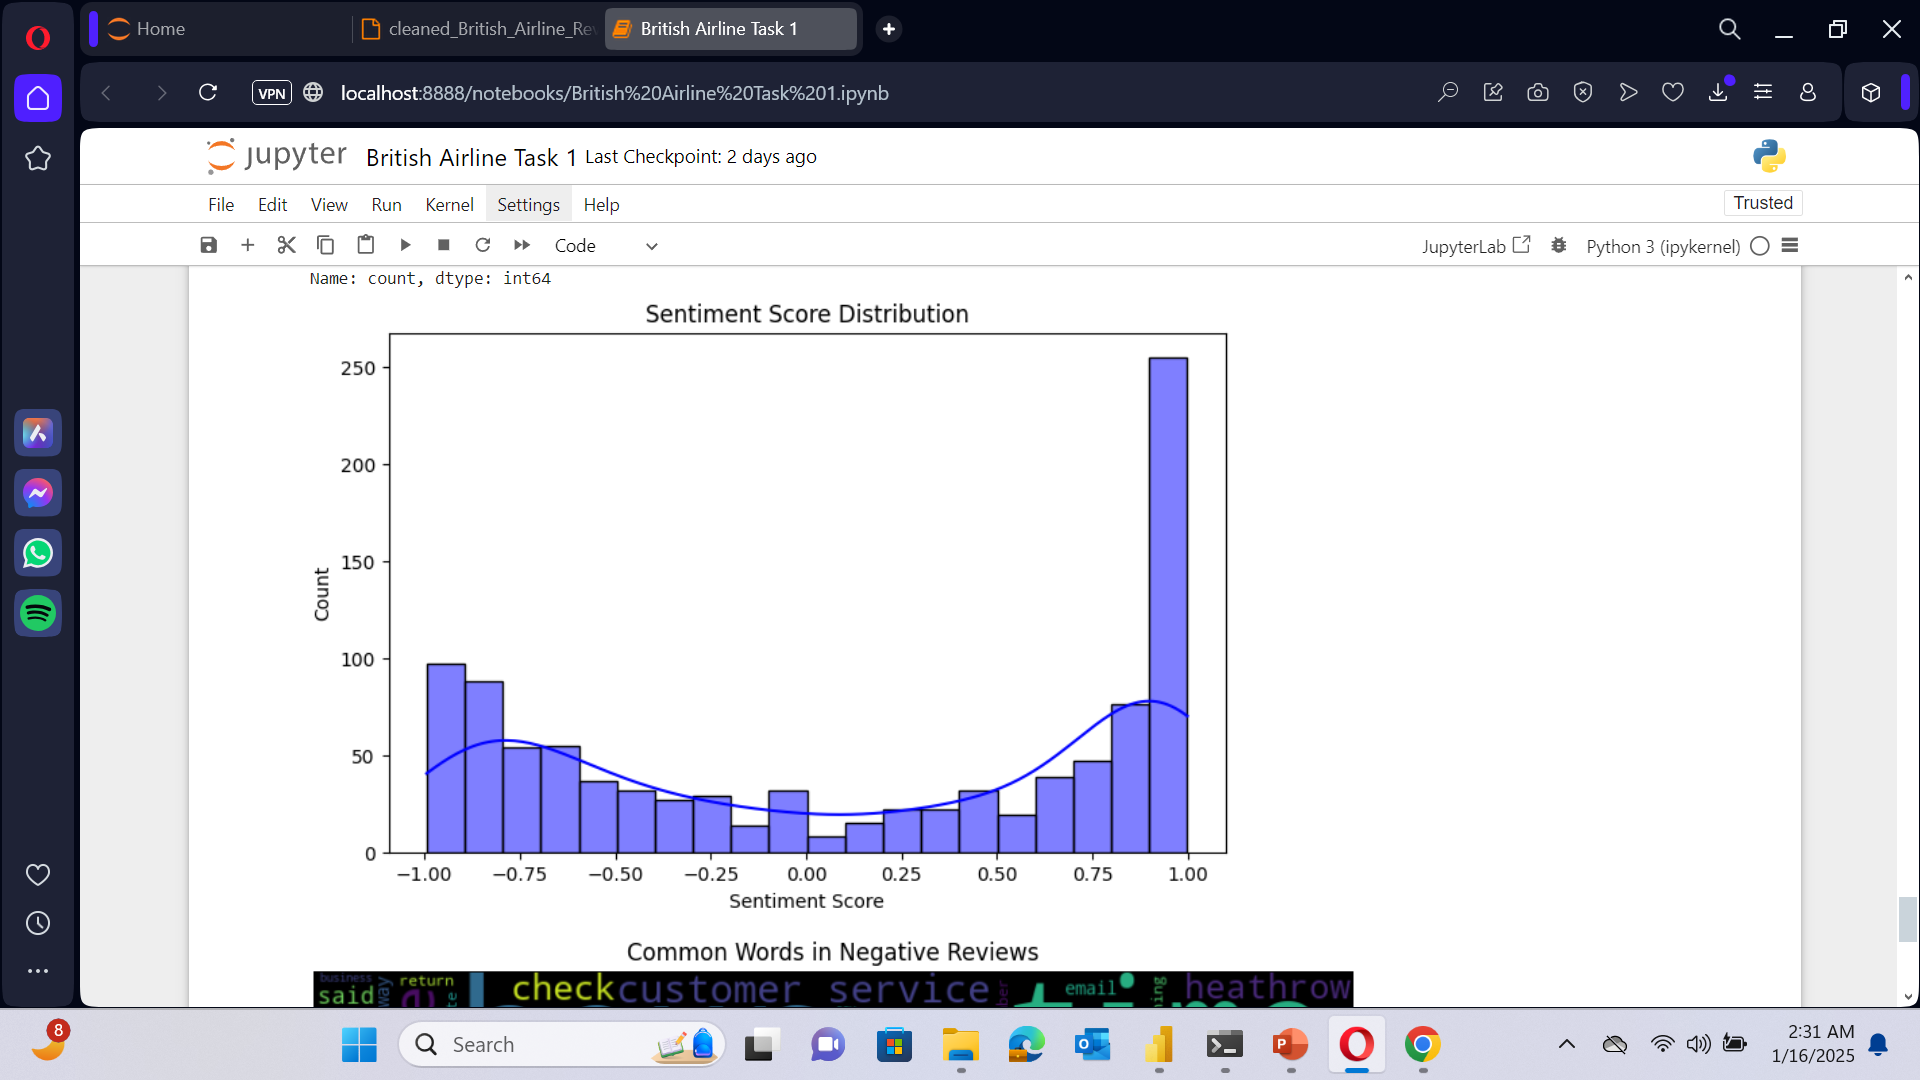 Home
cleaned_British_Airline_Rev
British Airline Task 1
VPN
localhost:8888/notebooks/British%20Airline%20Task%201.ipynb
jupyter
British Airline Task 1
Last Checkpoint: 2 days ago
File
Edit
View
Run
Kernel
Settings
Help
Trusted
Code
JupyterLab
Python 3 (ipykernel)
Name: count, dtype: int64
Sentiment Score Distribution
250
200
150
100
50
0
Count
−1.00
−0.75
−0.50
−0.25
0.00
0.25
0.50
0.75
1.00
Sentiment Score
Common Words in Negative Reviews
business
return
said
way
check
customer service
email
heathrow
8
Search
2:31 AM
1/16/2025